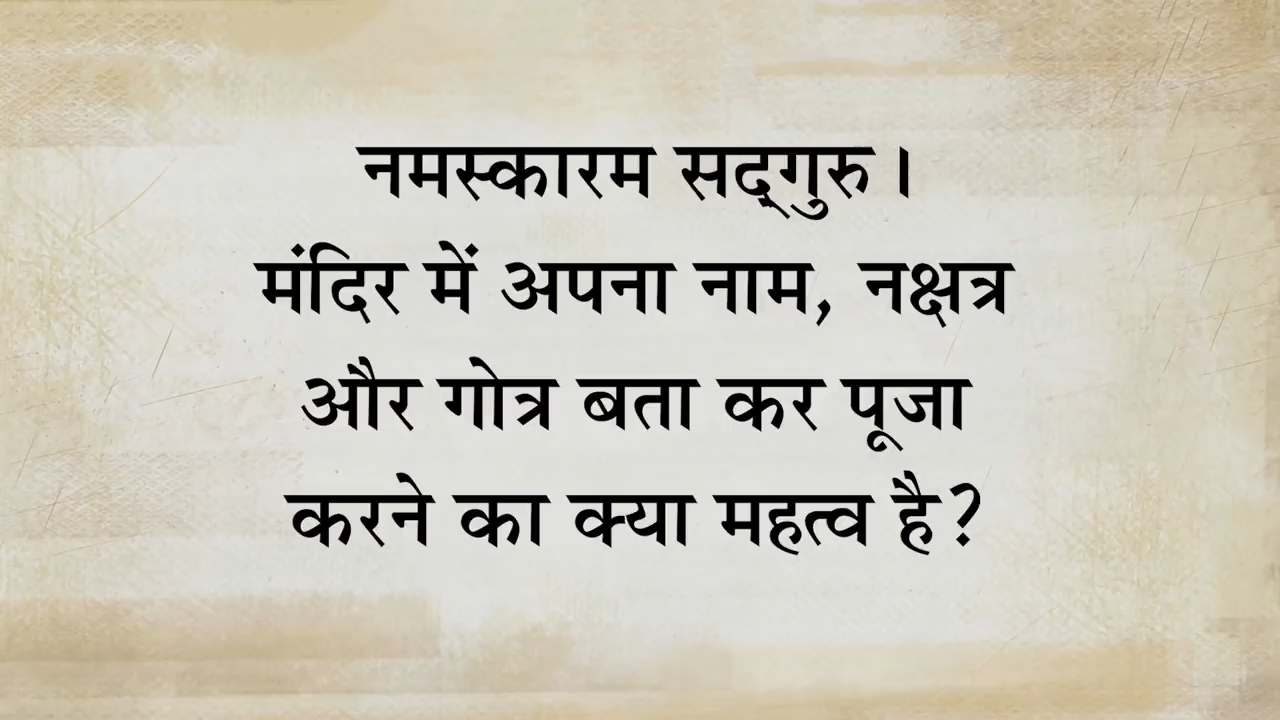 नमस्कारम सद्‌गुरु।
मंदिर में अपना नाम, नक्षत्र
और गोत्र बता कर पूजा
करने का क्या महत्व है?